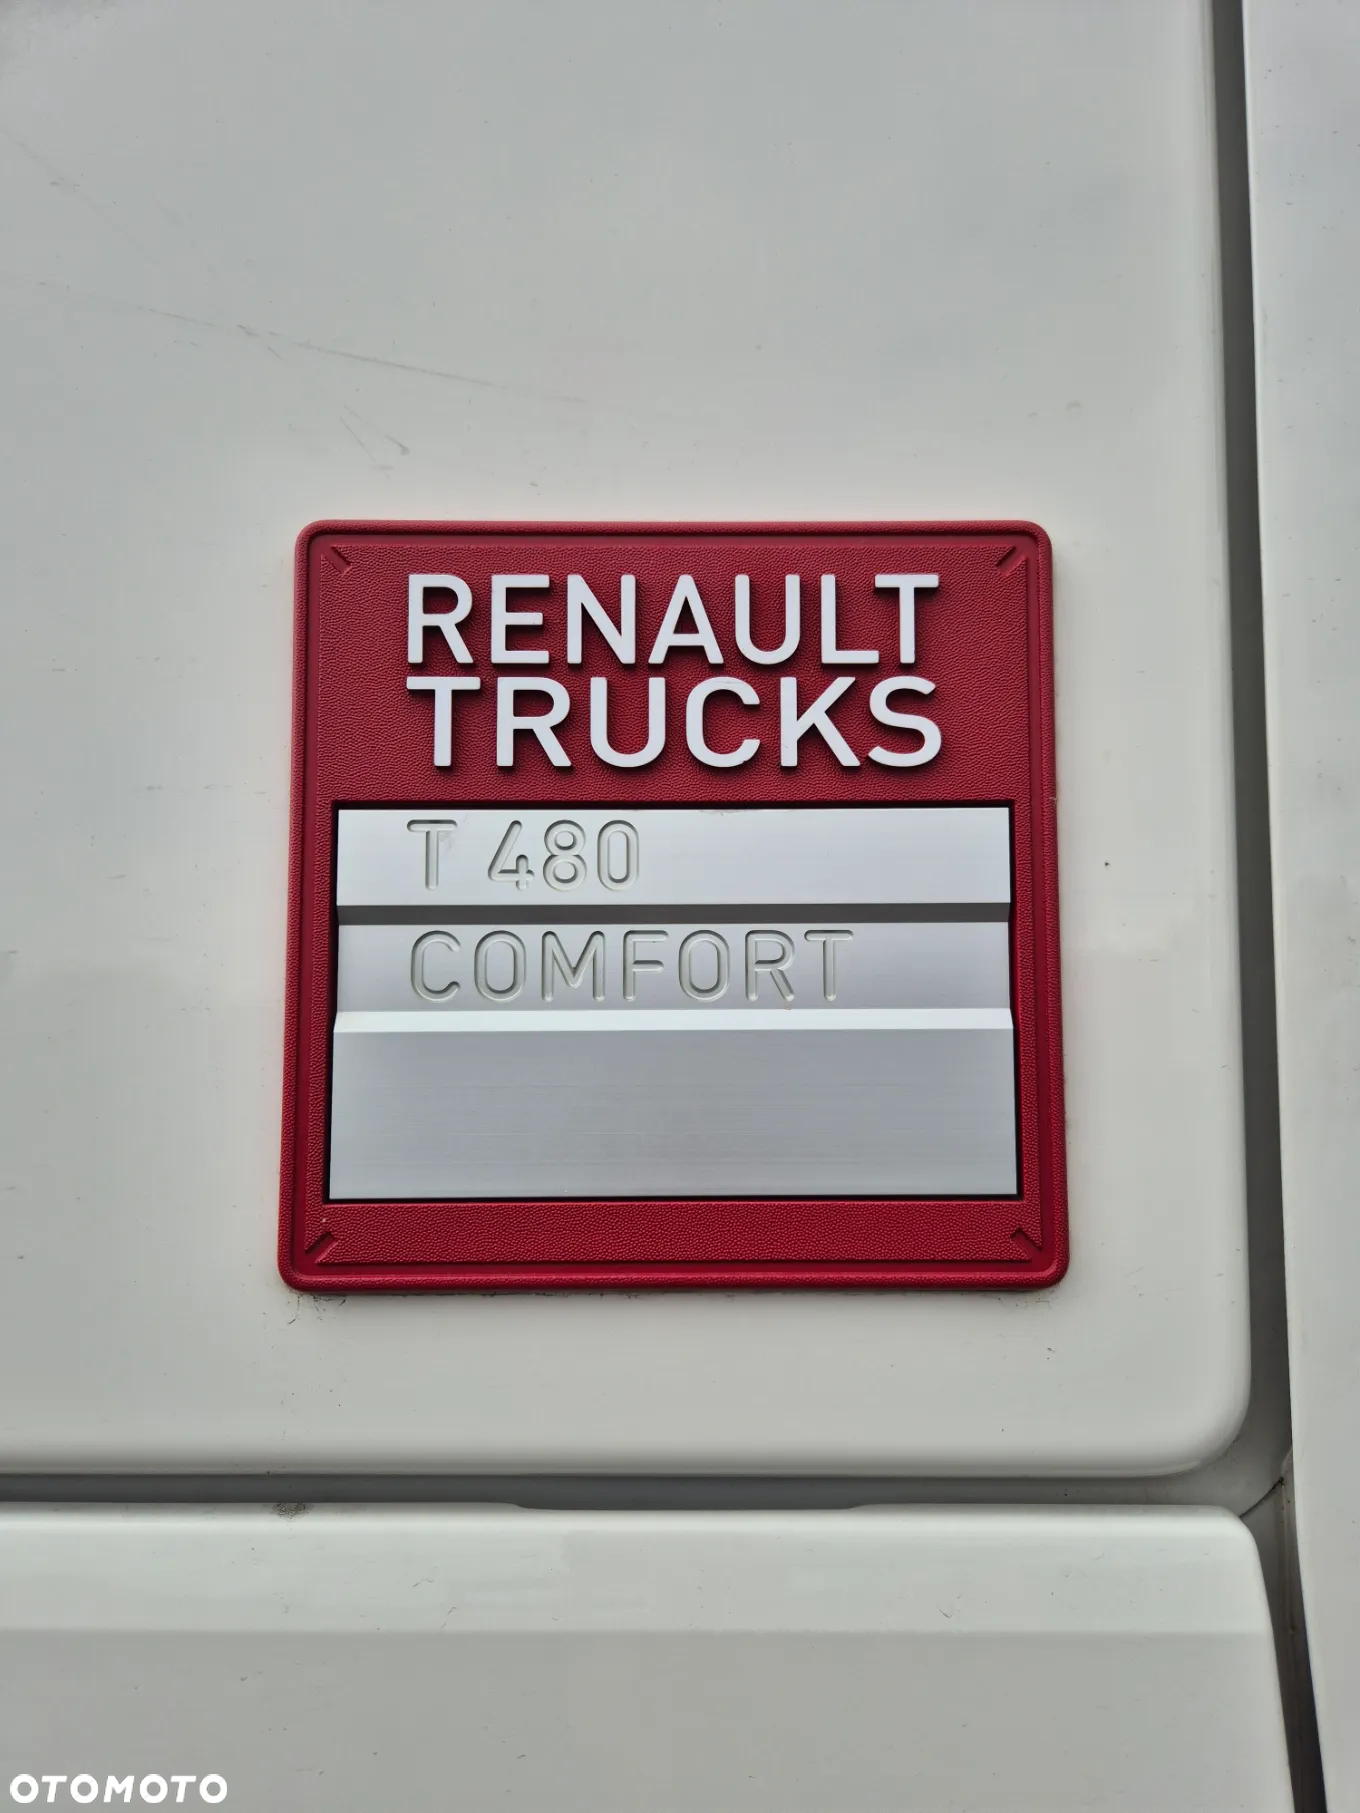 RENAULT
TRUCKS
T 480
COMFORT
OTOMOTO